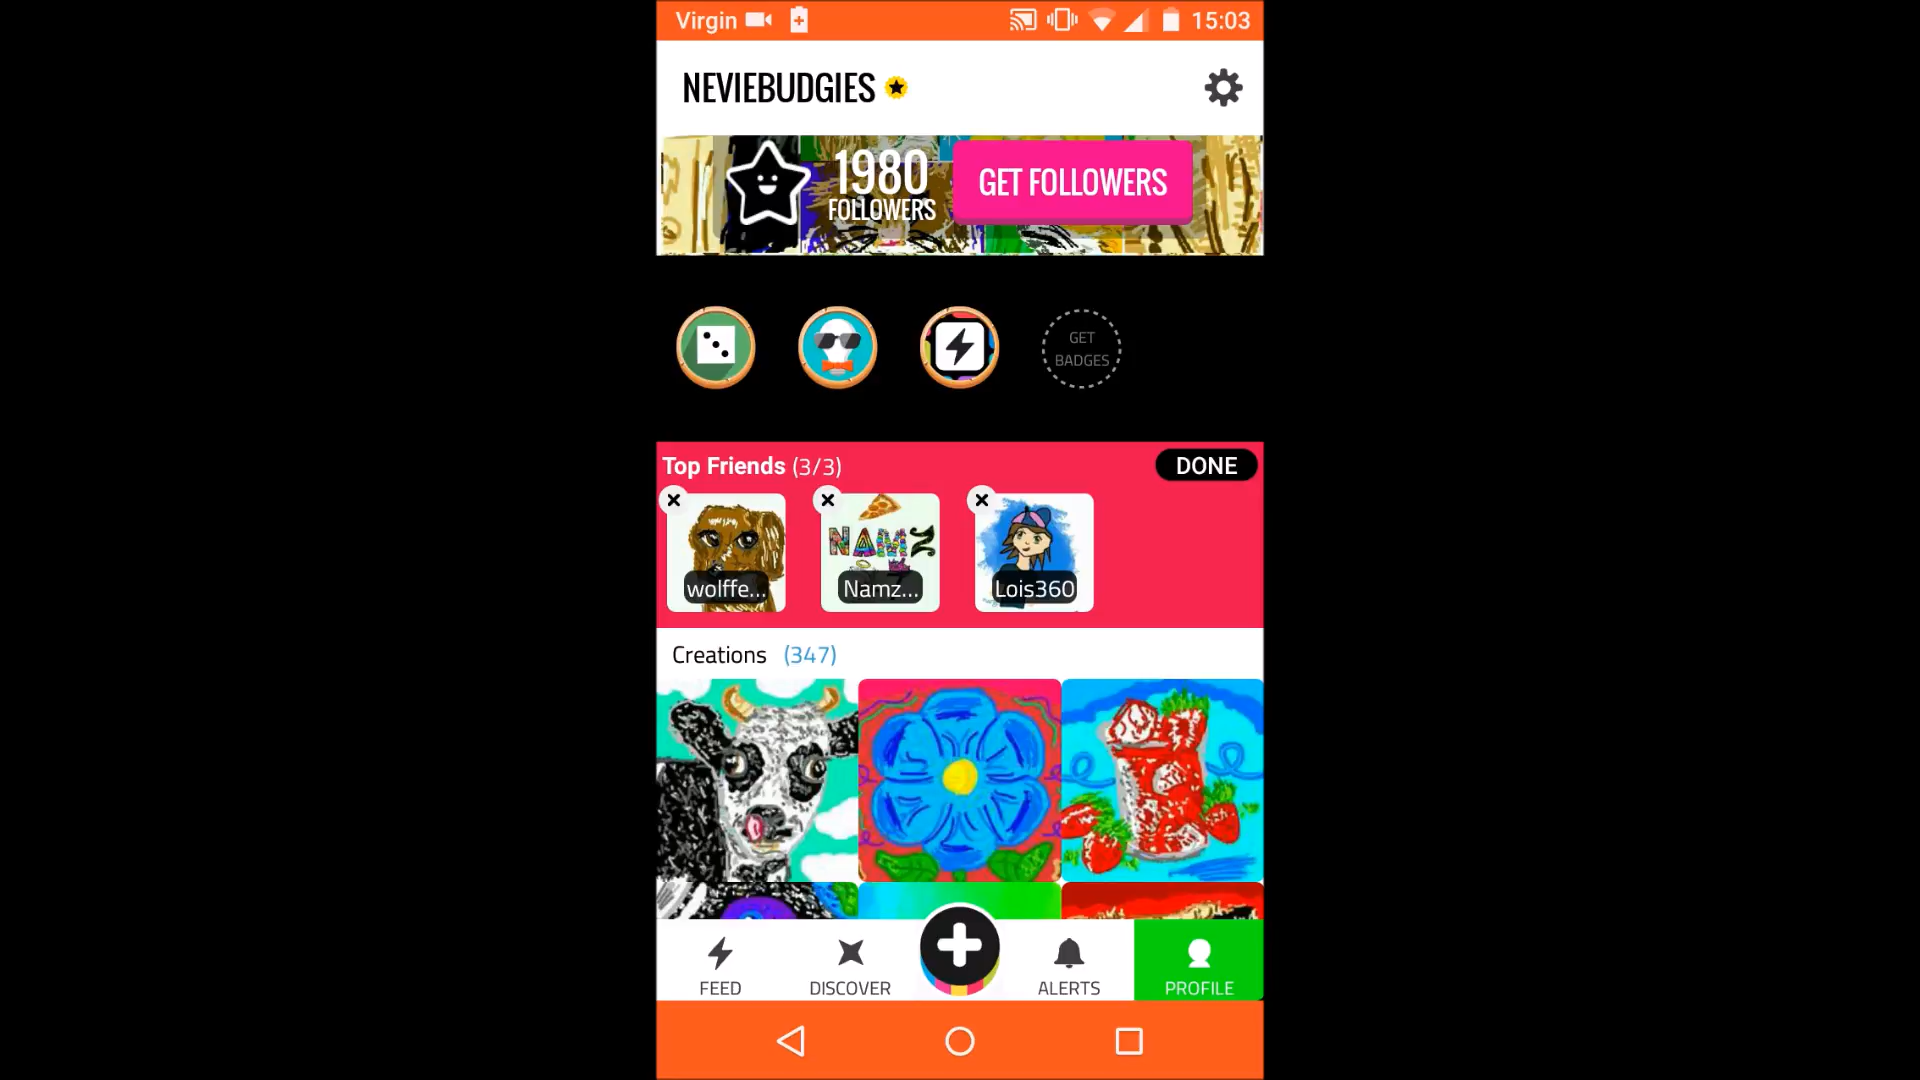 Virgin 15:03
NEVIEBUDGIES
1980
FOLLOWERS
GET FOLLOWERS
GET
BADGES
Top Friends (3/3)
DONE
NAMZ
wolffe...
Namz...
Lois360
Creations (347)
FEED
DISCOVER
ALERTS
PROFILE